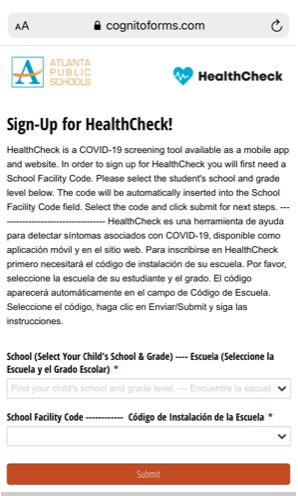 AA cognitoforms.com
ATLANTA
PUBLIC
SCHOOLS
HealthCheck
Sign-Up for HealthCheck!
HealthCheck is a COVID-19 screening tool available as a mobile app
and website. In order to sign up for HealthCheck you will first need a
School Facility Code. Please select the student's school and grade
level below. The code will be automatically inserted into the School
Facility Code field. Select the code and click submit for next steps. ---
-------------------------------- HealthCheck es una herramienta de ayuda
para detectar síntomas asociados con COVID-19, disponible como
aplicación móvil y en el sitio web. Para inscribirse en HealthCheck
primero necesitará el código de instalación de su escuela. Por favor,
seleccione la escuela de su estudiante y el grado. El código
aparecerá automáticamente en el campo de Código de Escuela.
Seleccione el código, haga clic en Enviar/Submit y siga las
instrucciones.
School (Select Your Child's School & Grade) ---- Escuela (Seleccione la
Escuela y el Grado Escolar) *
Find your child's school and grade level. --- Encuentre la escuel
School Facility Code ------------ Código de Instalación de la Escuela *
Submit